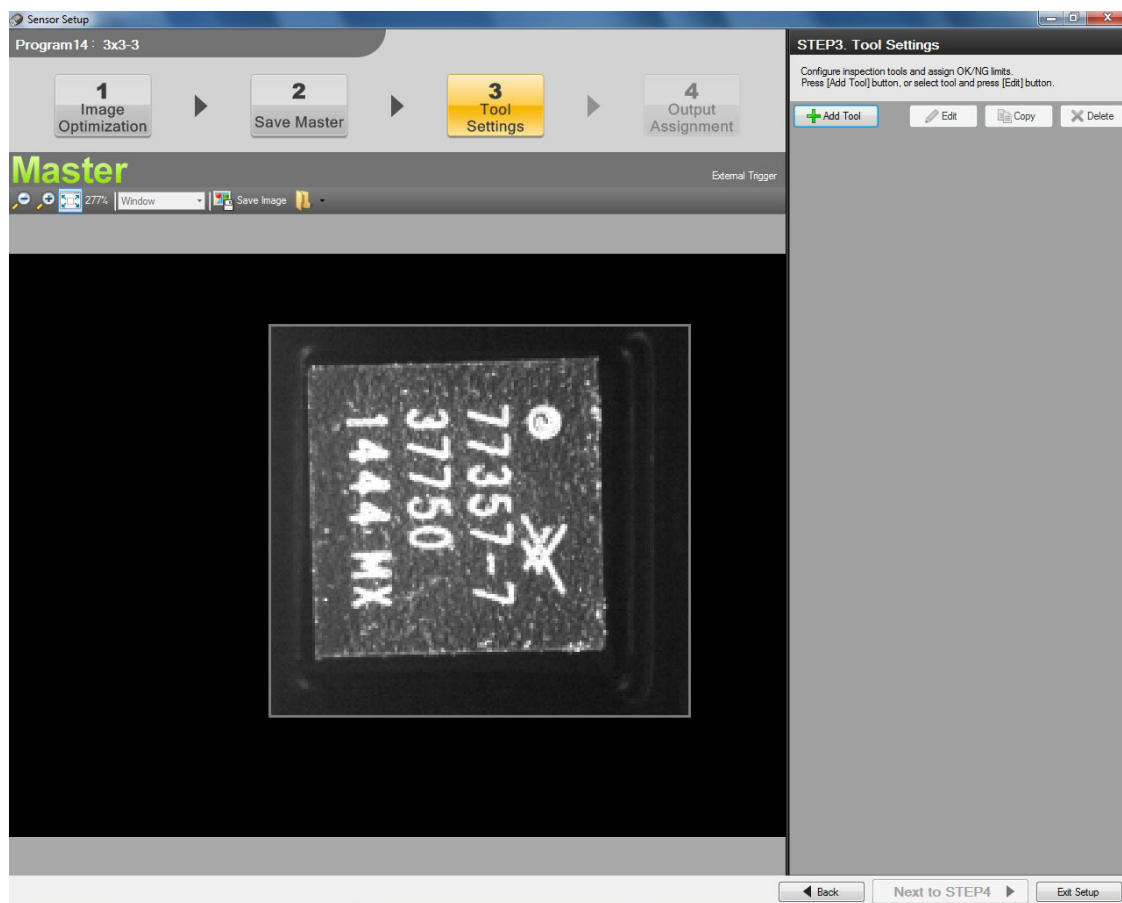 Sensor Setup
Program14 : 3x3-3
1
Image
Optimization
2
Save Master
3
Tool
Settings
4
Output
Assignment
Master
External Trigger
277%
Window
Save Image
77357-7
37750
1444 MX
STEP3. Tool Settings
Configure inspection tools and assign OK/NG limits.
Press [Add Tool] button, or select tool and press [Edit] button.
Add Tool
Edit
Copy
Delete
Back
Next to STEP4
Exit Setup